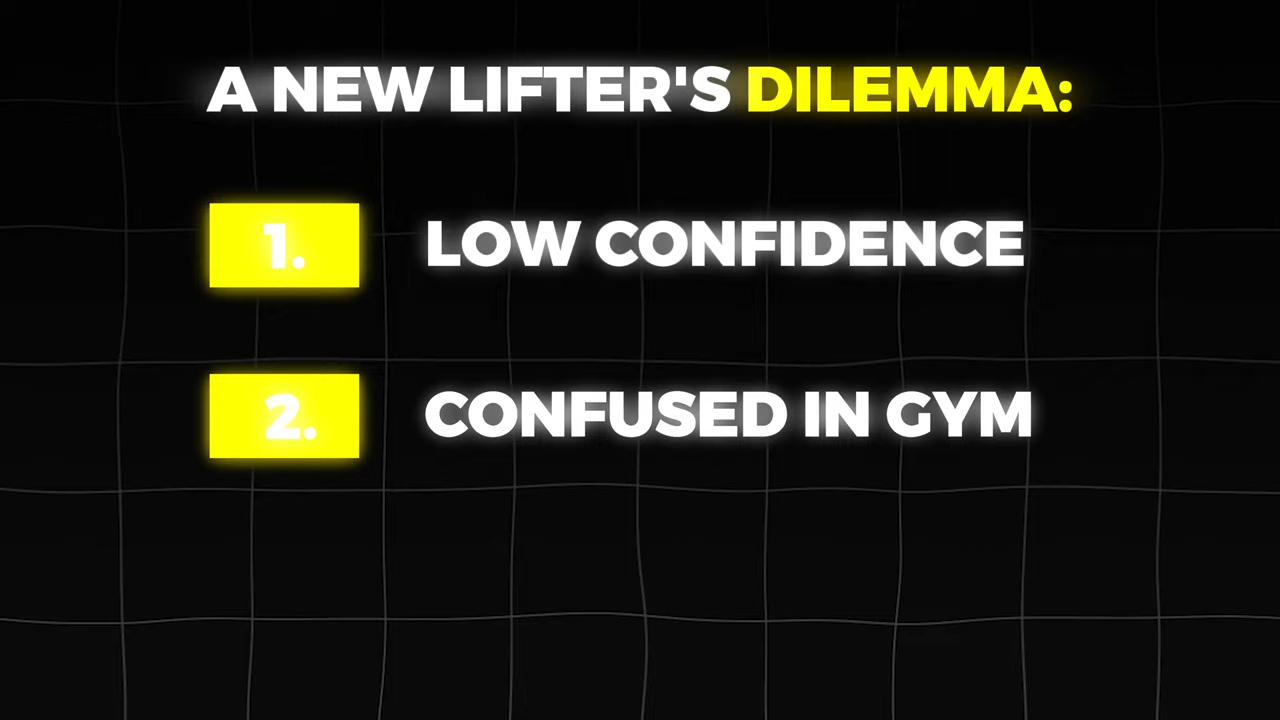 A NEW LIFTER'S DILEMMA:
1. LOW CONFIDENCE
2. CONFUSED IN GYM